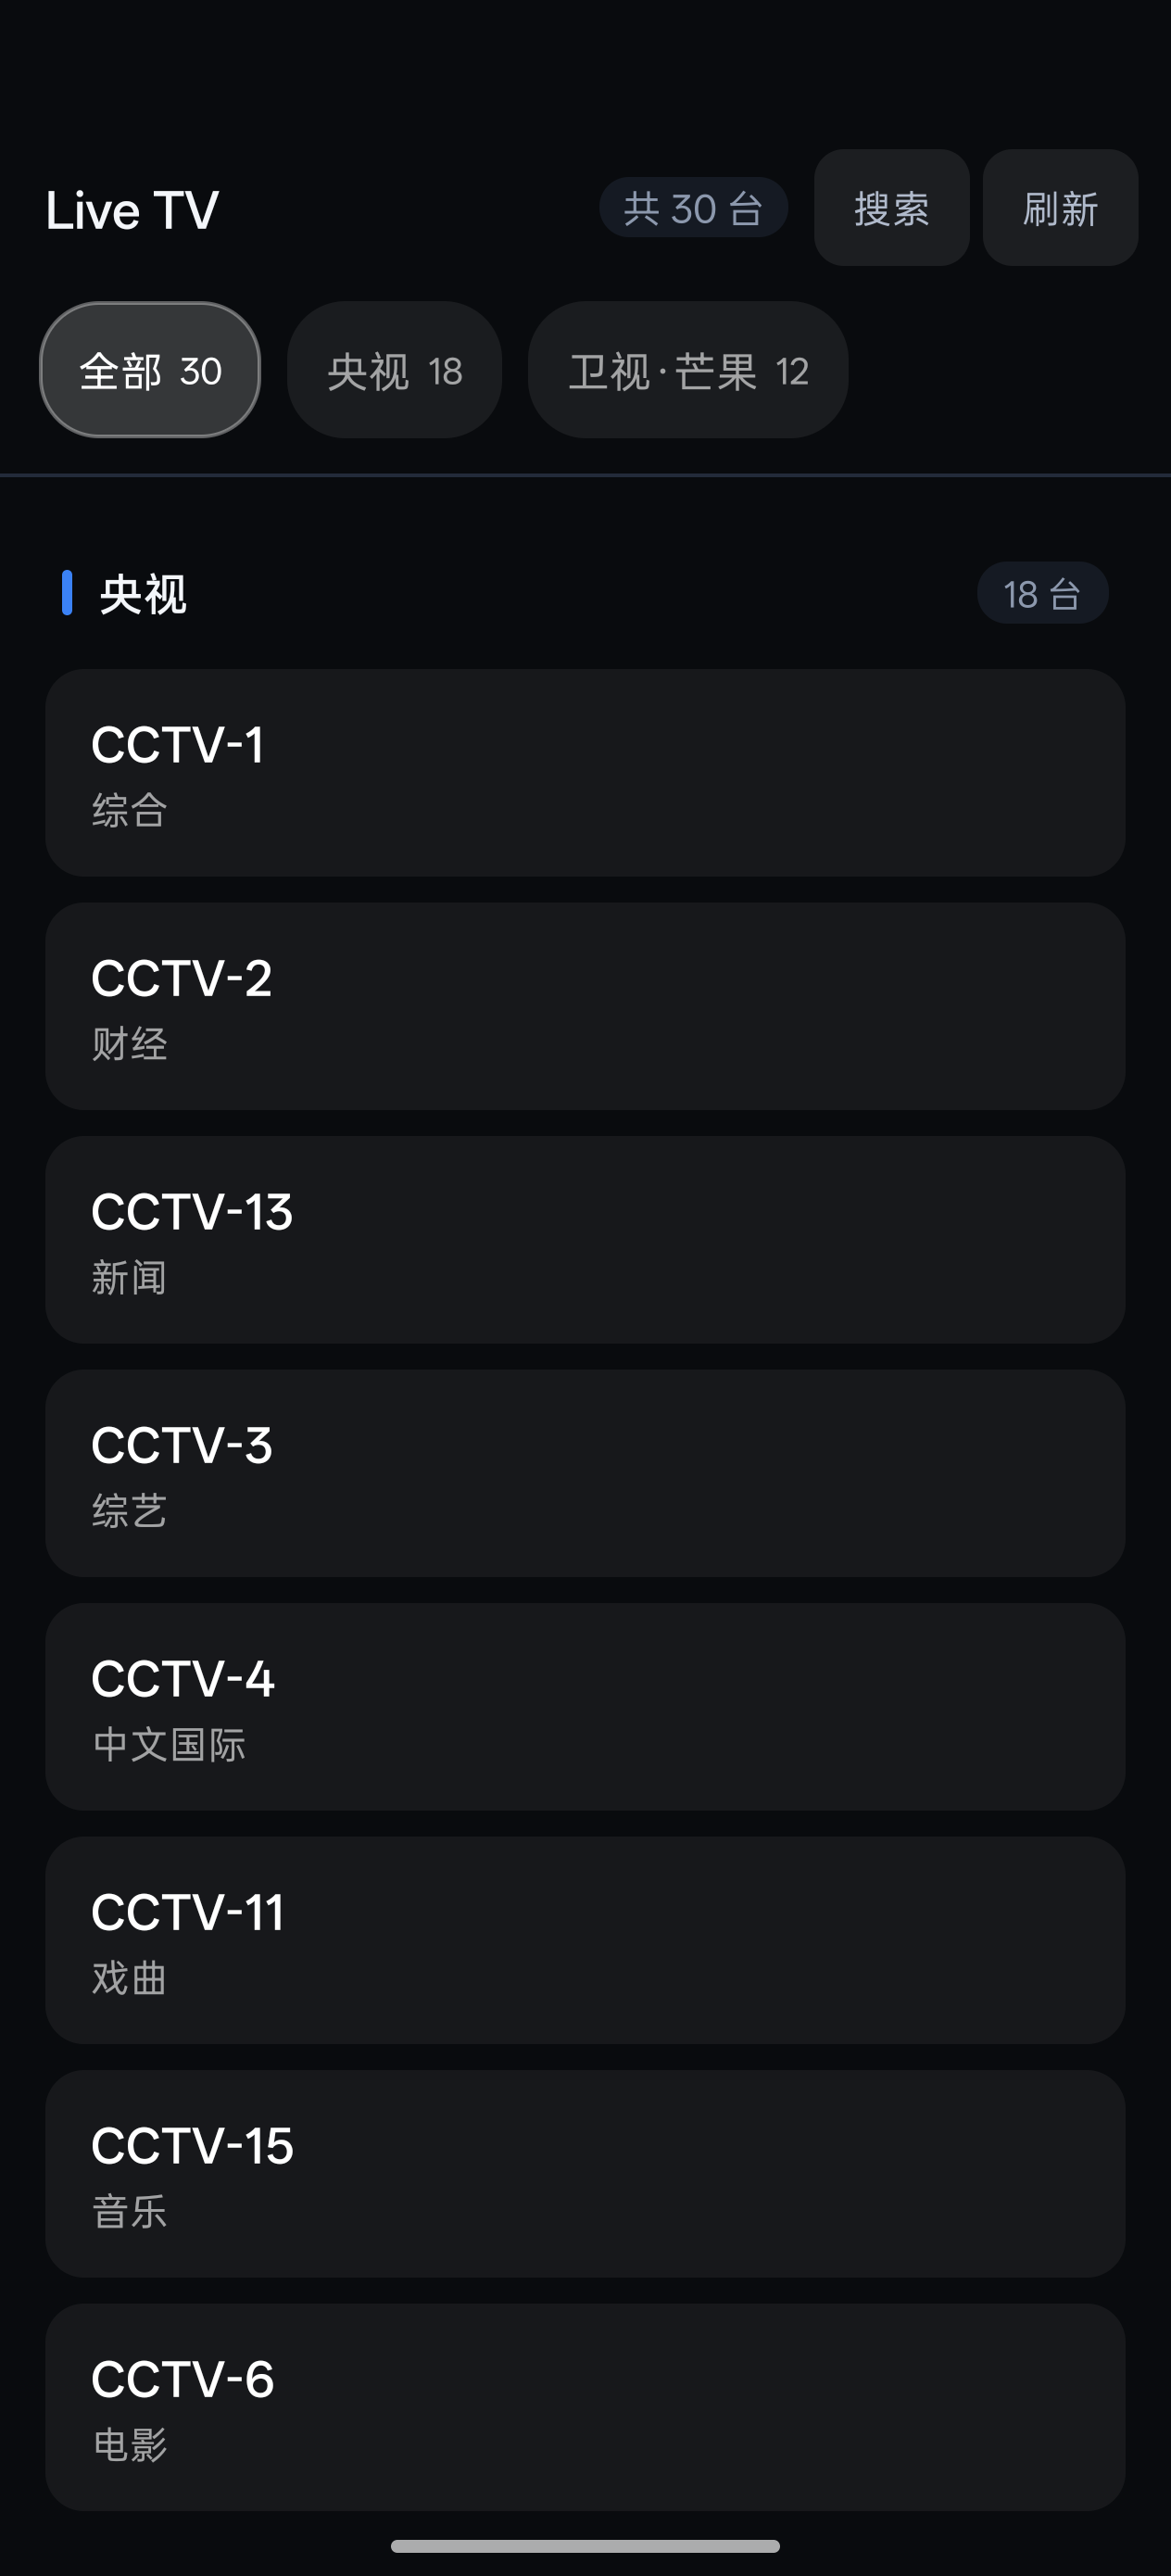 Live TV 共 30 台 搜索 刷新
全部 30 央视 18 卫视·芒果 12
央视 18 台
CCTV-1
综合
CCTV-2
财经
CCTV-13
新闻
CCTV-3
综艺
CCTV-4
中文国际
CCTV-11
戏曲
CCTV-15
音乐
CCTV-6
电影